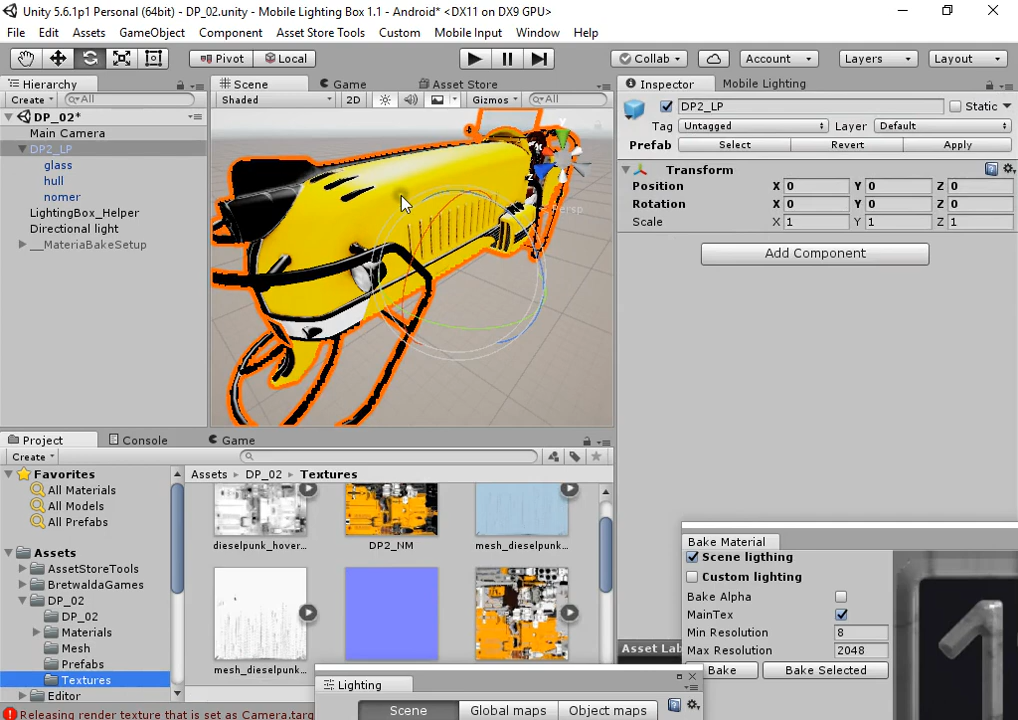 Unity 5.6.1p1 Personal (64bit) - DP_02.unity - Mobile Lighting Box 1.1 - Android* <DX11 on DX9 GPU>
File Edit Assets GameObject Component Asset Store Tools Custom Mobile Input Window Help
Pivot Local Collab Account Layers Layout
Hierarchy Scene Game Asset Store Inspector Mobile Lighting
Create All Shaded 2D Gizmos All DP2_LP Static
DP_02*
Tag Untagged Layer Default
Main Camera
DP2_LP
Prefab Select Revert Apply
glass
hull
nomer
LightingBox_Helper
Directional light
__MateriaBakeSetup
Persp
Transform
Position X 0 Y 0 Z 0
Rotation X 0 Y 0 Z 0
Scale X 1 Y 1 Z 1
Add Component
Project Console Game
Create
Favorites
All Materials
All Models
All Prefabs
Assets
AssetStoreTools
BretwaldaGames
DP_02
DP_02
Materials
Mesh
Prefabs
Textures
Editor
Assets DP_02 Textures
dieselpunk_hover... DP2_NM mesh_dieselpunk...
mesh_dieselpunk...
Bake Material
Scene ligthing
Custom lighting
Bake Alpha
MainTex
Min Resolution 8
Max Resolution 2048
Bake Bake Selected
1
Asset Lab
Lighting
Scene Global maps Object maps
Releasing render texture that is set as Camera.targ